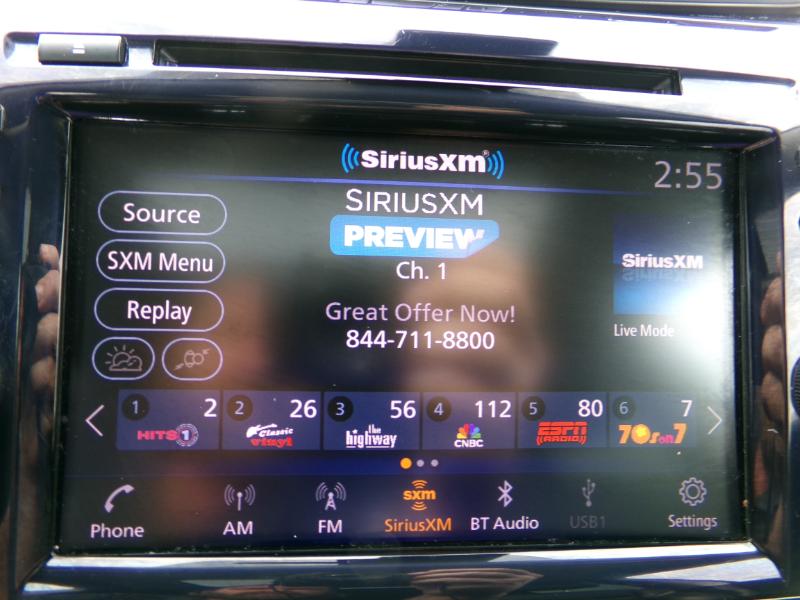 SiriusXM
2:55
SIRIUSXM
PREVIEW
Ch. 1
Great Offer Now!
844-711-8800
Source
SXM Menu
Replay
SiriusXM
Live Mode
1 2 HITS 1
2 26 Classic vinyl
3 56 the highway
4 112 CNBC
5 80 ESPN RADIO
6 7 70s on 7
Phone
AM
FM
sxm
SiriusXM
BT Audio
USB1
Settings